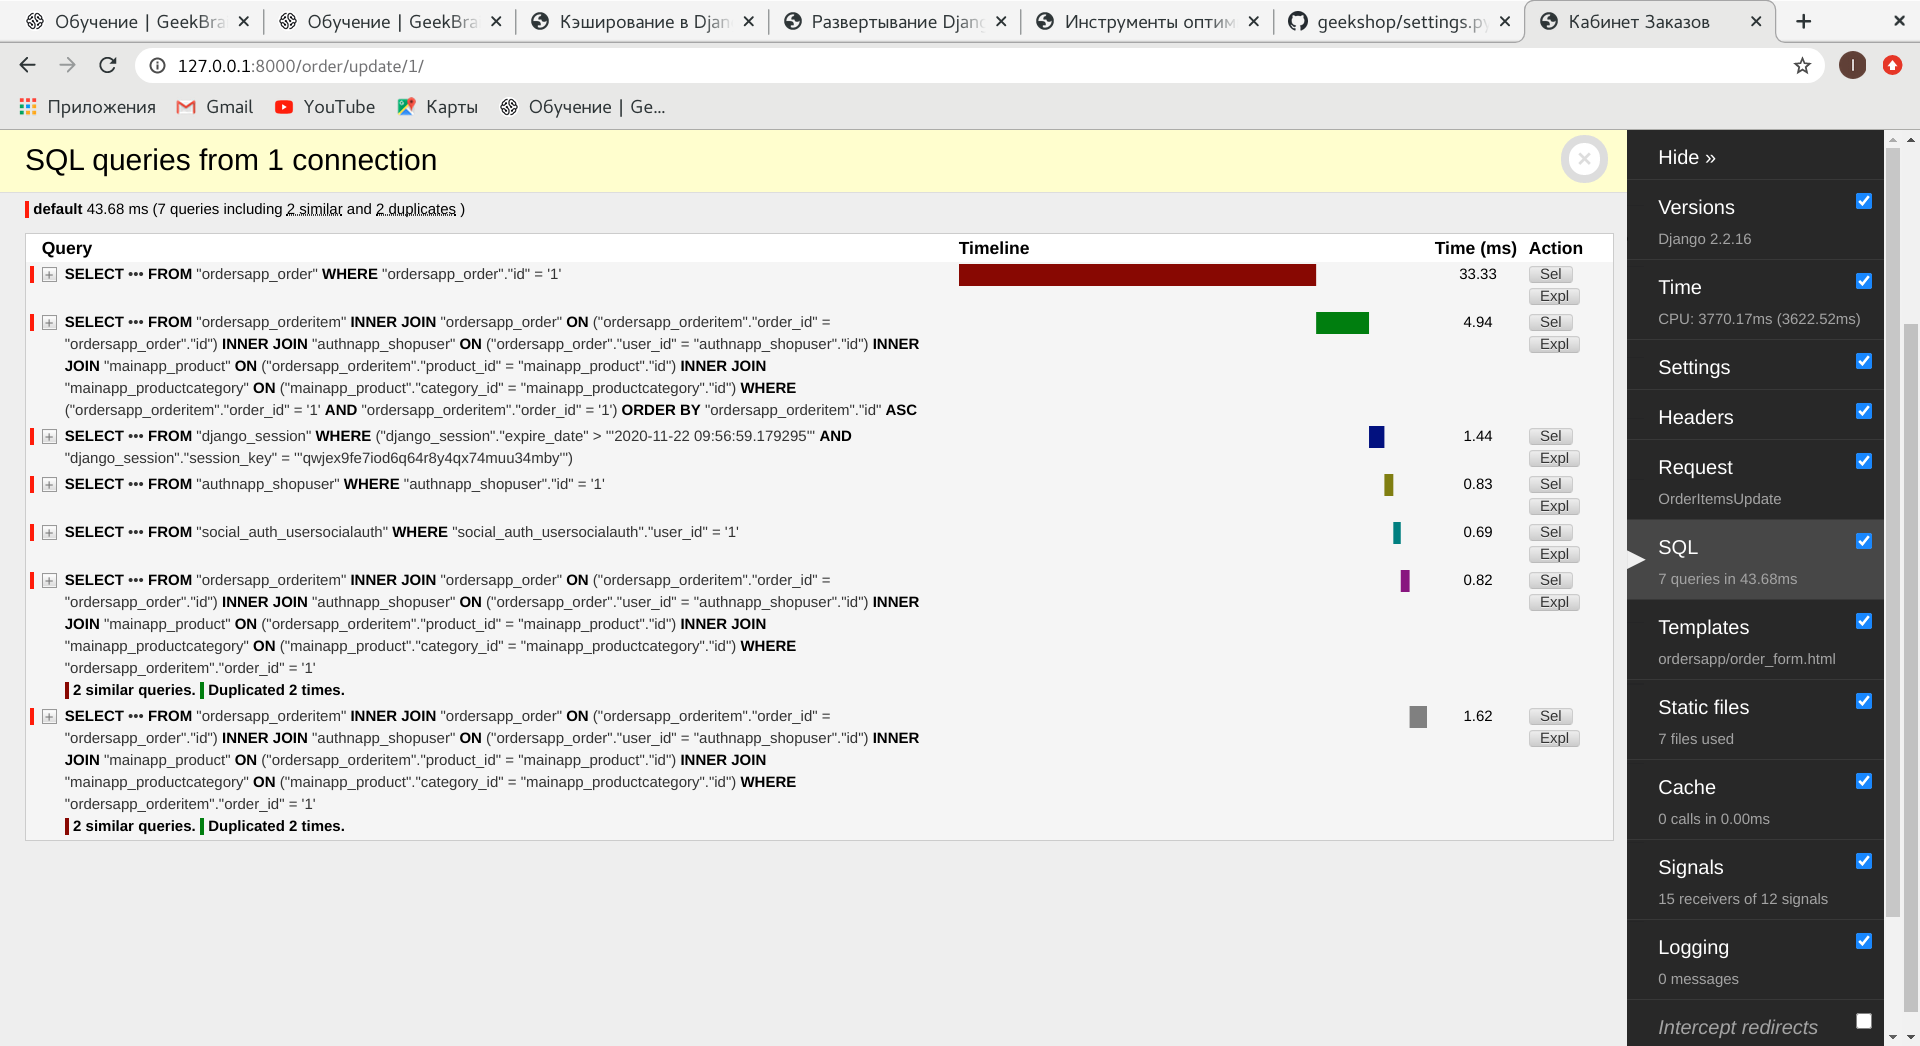 Обучение | GeekBra
Обучение | GeekBra
Кэширование в Djan
Развертывание Djang
Инструменты оптим
geekshop/settings.py
Кабинет Заказов
127.0.0.1:8000/order/update/1/
I
Приложения
Gmail
YouTube
Карты
Обучение | Ge...
SQL queries from 1 connection
default 43.68 ms (7 queries including 2 similar and 2 duplicates )
Query Timeline Time (ms) Action
SELECT ••• FROM "ordersapp_order" WHERE "ordersapp_order"."id" = '1' 33.33 Sel
Expl
SELECT ••• FROM "ordersapp_orderitem" INNER JOIN "ordersapp_order" ON ("ordersapp_orderitem"."order_id" = 4.94 Sel
"ordersapp_order"."id") INNER JOIN "authnapp_shopuser" ON ("ordersapp_order"."user_id" = "authnapp_shopuser"."id") INNER Expl
JOIN "mainapp_product" ON ("ordersapp_orderitem"."product_id" = "mainapp_product"."id") INNER JOIN
"mainapp_productcategory" ON ("mainapp_product"."category_id" = "mainapp_productcategory"."id") WHERE
("ordersapp_orderitem"."order_id" = '1' AND "ordersapp_orderitem"."order_id" = '1') ORDER BY "ordersapp_orderitem"."id" ASC
SELECT ••• FROM "django_session" WHERE ("django_session"."expire_date" > '"2020-11-22 09:56:59.179295"' AND 1.44 Sel
"django_session"."session_key" = '"qwjex9fe7iod6q64r8y4qx74muu34mby"') Expl
SELECT ••• FROM "authnapp_shopuser" WHERE "authnapp_shopuser"."id" = '1' 0.83 Sel
Expl
SELECT ••• FROM "social_auth_usersocialauth" WHERE "social_auth_usersocialauth"."user_id" = '1' 0.69 Sel
Expl
SELECT ••• FROM "ordersapp_orderitem" INNER JOIN "ordersapp_order" ON ("ordersapp_orderitem"."order_id" = 0.82 Sel
"ordersapp_order"."id") INNER JOIN "authnapp_shopuser" ON ("ordersapp_order"."user_id" = "authnapp_shopuser"."id") INNER Expl
JOIN "mainapp_product" ON ("ordersapp_orderitem"."product_id" = "mainapp_product"."id") INNER JOIN
"mainapp_productcategory" ON ("mainapp_product"."category_id" = "mainapp_productcategory"."id") WHERE
"ordersapp_orderitem"."order_id" = '1'
2 similar queries. Duplicated 2 times.
SELECT ••• FROM "ordersapp_orderitem" INNER JOIN "ordersapp_order" ON ("ordersapp_orderitem"."order_id" = 1.62 Sel
"ordersapp_order"."id") INNER JOIN "authnapp_shopuser" ON ("ordersapp_order"."user_id" = "authnapp_shopuser"."id") INNER Expl
JOIN "mainapp_product" ON ("ordersapp_orderitem"."product_id" = "mainapp_product"."id") INNER JOIN
"mainapp_productcategory" ON ("mainapp_product"."category_id" = "mainapp_productcategory"."id") WHERE
"ordersapp_orderitem"."order_id" = '1'
2 similar queries. Duplicated 2 times.
Hide »
Versions
Django 2.2.16
Time
CPU: 3770.17ms (3622.52ms)
Settings
Headers
Request
OrderItemsUpdate
SQL
7 queries in 43.68ms
Templates
ordersapp/order_form.html
Static files
7 files used
Cache
0 calls in 0.00ms
Signals
15 receivers of 12 signals
Logging
0 messages
Intercept redirects